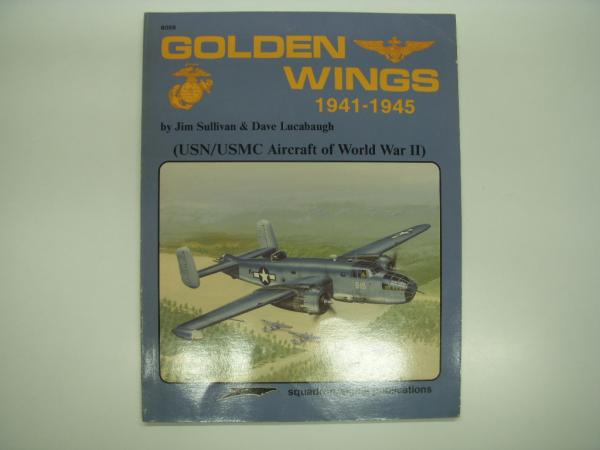 GOLDEN
WINGS
1941-1945
by Jim Sullivan & Dave Lucabaugh
(USN/USMC Aircraft of World War II)
squadron/signal publications